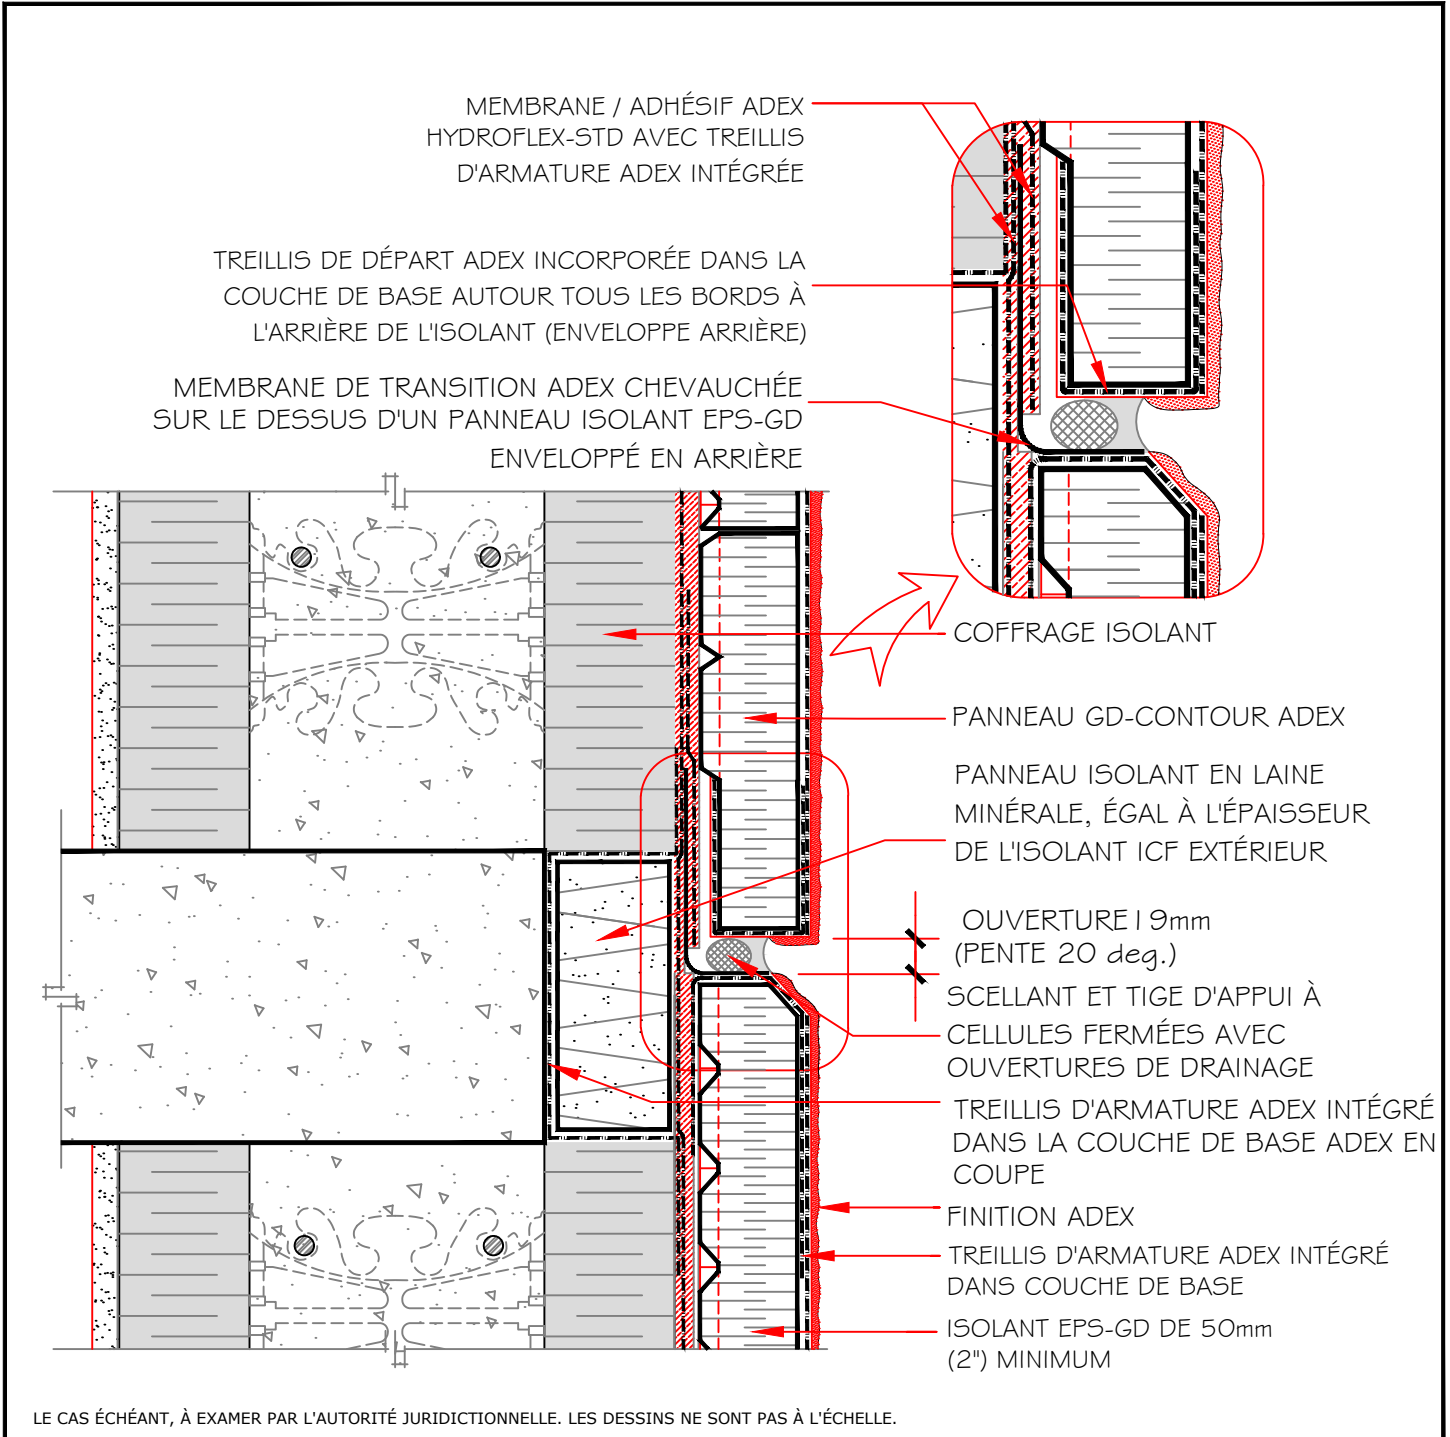 MEMBRANE / ADHÉSIF ADEX
HYDROFLEX-STD AVEC TREILLIS
D'ARMATURE ADEX INTÉGRÉE
TREILLIS DE DÉPART ADEX INCORPORÉE DANS LA
COUCHE DE BASE AUTOUR TOUS LES BORDS À
L'ARRIÈRE DE L'ISOLANT (ENVELOPPE ARRIÈRE)
MEMBRANE DE TRANSITION ADEX CHEVAUCHÉE
SUR LE DESSUS D'UN PANNEAU ISOLANT EPS-GD
ENVELOPPÉ EN ARRIÈRE
COFFRAGE ISOLANT
PANNEAU GD-CONTOUR ADEX
PANNEAU ISOLANT EN LAINE
MINÉRALE, ÉGAL À L'ÉPAISSEUR
DE L'ISOLANT ICF EXTÉRIEUR
OUVERTURE19mm
(PENTE 20 deg.)
SCELLANT ET TIGE D'APPUI À
CELLULES FERMÉES AVEC
OUVERTURES DE DRAINAGE
TREILLIS D'ARMATURE ADEX INTÉGRÉ
DANS LA COUCHE DE BASE ADEX EN
COUPE
FINITION ADEX
TREILLIS D'ARMATURE ADEX INTÉGRÉ
DANS COUCHE DE BASE
ISOLANT EPS-GD DE 50mm
(2") MINIMUM
LE CAS ÉCHÉANT, À EXAMER PAR L'AUTORITÉ JURIDICTIONNELLE. LES DESSINS NE SONT PAS À L'ÉCHELLE.